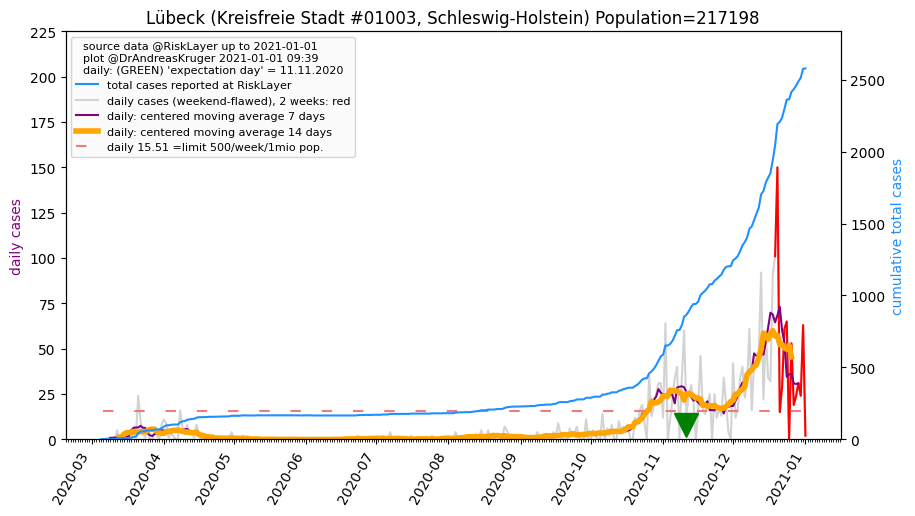 Lübeck (Kreisfreie Stadt #01003, Schleswig-Holstein) Population=217198
source data @RiskLayer up to 2021-01-01
plot @DrAndreasKruger 2021-01-01 09:39
daily: (GREEN) 'expectation day' = 11.11.2020
total cases reported at RiskLayer
daily cases (weekend-flawed), 2 weeks: red
daily: centered moving average 7 days
daily: centered moving average 14 days
daily 15.51 =limit 500/week/1mio pop.
daily cases
225
200
175
150
125
100
75
50
25
0
cumulative total cases
2500
2000
1500
1000
500
0
2020-03
2020-04
2020-05
2020-06
2020-07
2020-08
2020-09
2020-10
2020-11
2020-12
2021-01